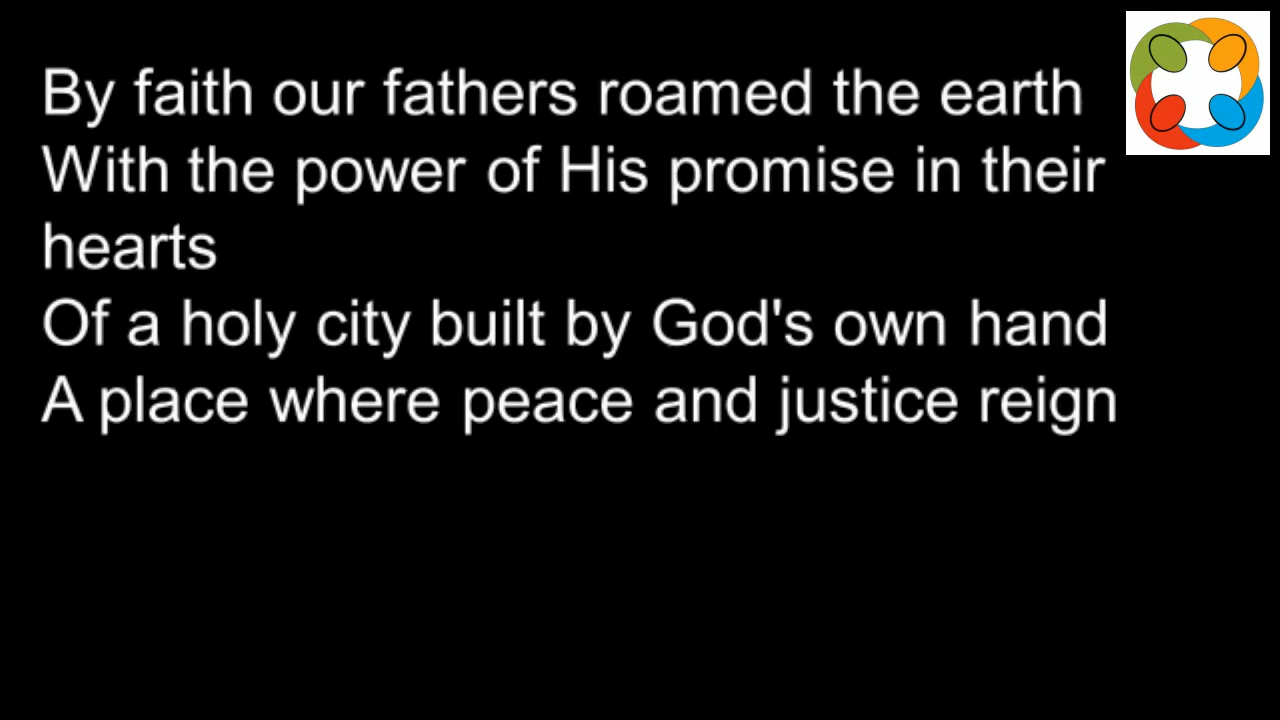 By faith our fathers roamed the earth
With the power of His promise in their
hearts
Of a holy city built by God's own hand
A place where peace and justice reign